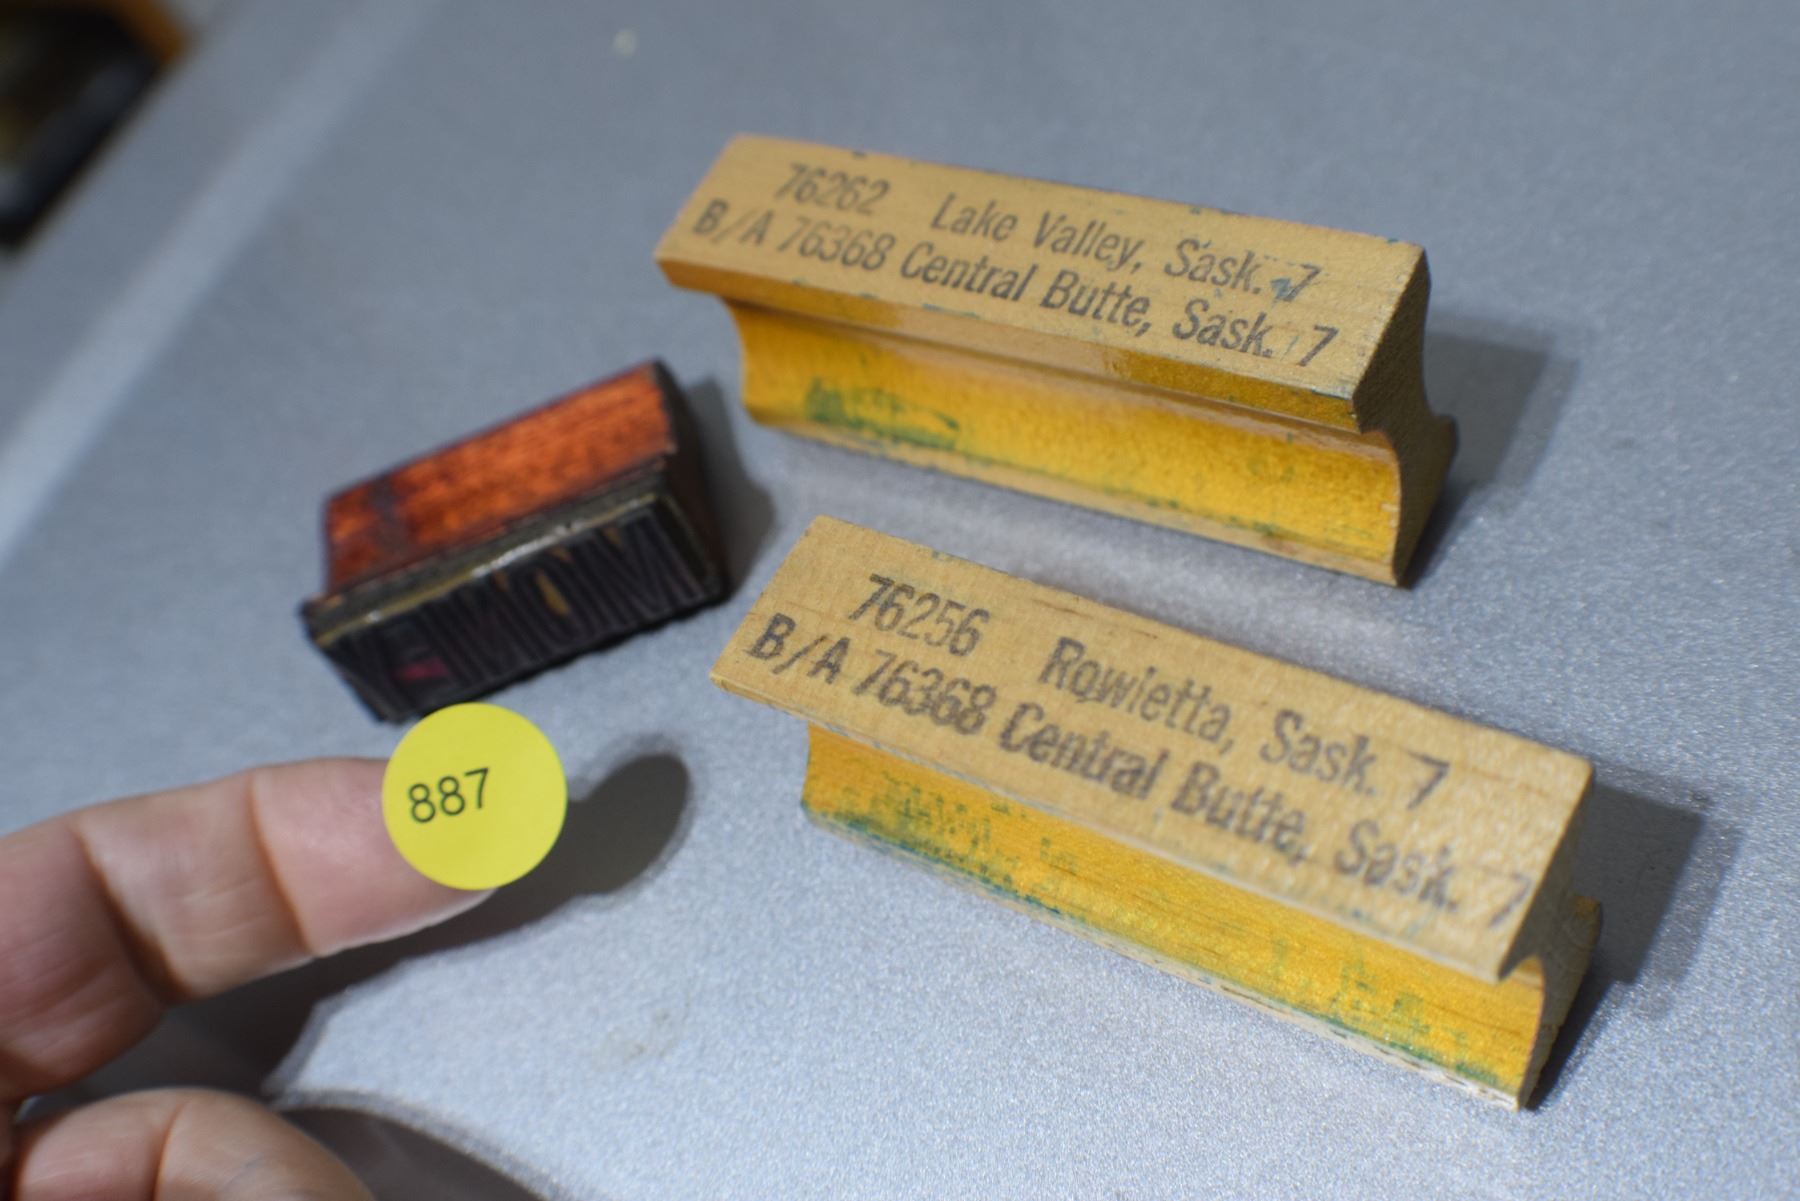 76262 Lake Valley, Sask. 7
B/A 76368 Central Butte, Sask. 7
76256 Rowletta, Sask. 7
B/A 76368 Central Butte, Sask. 7
887